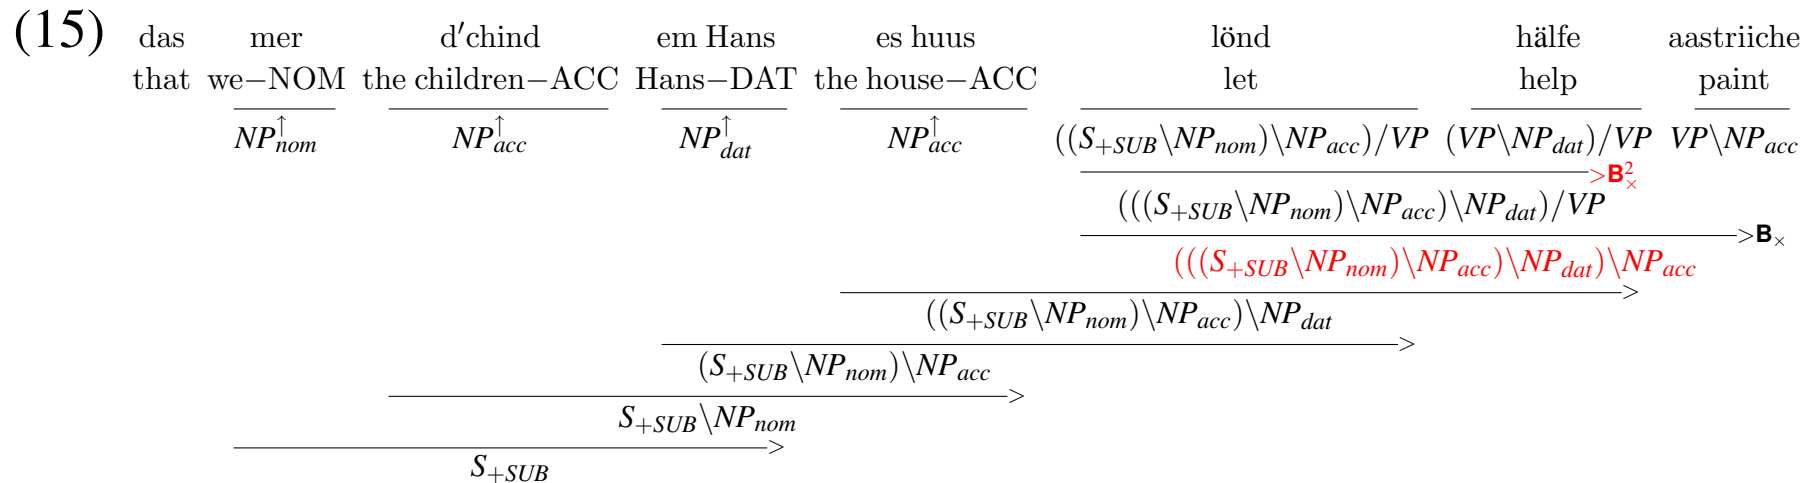 (15) das mer d′chind em Hans es huus lönd hälfe aastriiche
that we−NOM the children−ACC Hans−DAT the house−ACC let help paint
NP↑nom NP↑acc NP↑dat NP↑acc ((S+SUB\NPnom)\NPacc)/VP (VP\NPdat)/VP VP\NPacc
>B²×
(((S+SUB\NPnom)\NPacc)\NPdat)/VP
>B×
(((S+SUB\NPnom)\NPacc)\NPdat)\NPacc
>
((S+SUB\NPnom)\NPacc)\NPdat
>
(S+SUB\NPnom)\NPacc
>
S+SUB\NPnom
>
S+SUB